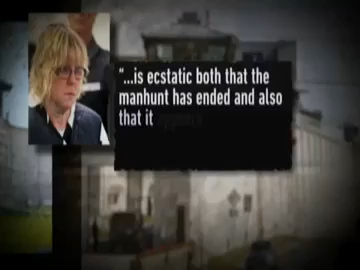 "...is ecstatic both that the
manhunt has ended and also
that it